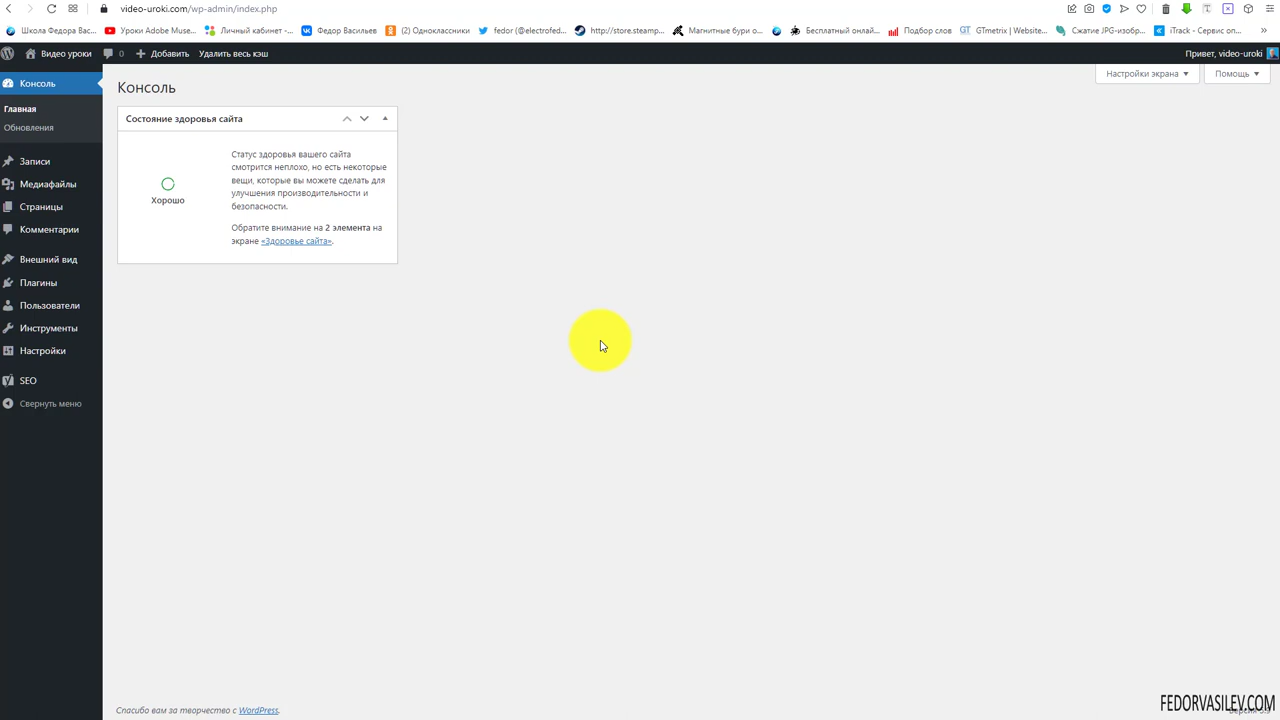 video-uroki.com/wp-admin/index.php
Школа Федора Вас...
Уроки Adobe Muse...
Личный кабинет -...
Федор Васильев
(2) Одноклассники
fedor (@electrofed...
http://store.steamp...
Магнитные бури о...
Бесплатный онлай...
Подбор слов
GTmetrix | Website...
Сжатие JPG-изобр...
iTrack - Сервис оп...
Видео уроки
0
Добавить
Удалить весь кэш
Привет, video-uroki
Консоль
Главная
Обновления
Записи
Медиафайлы
Страницы
Комментарии
Внешний вид
Плагины
Пользователи
Инструменты
Настройки
SEO
Свернуть меню
Настройки экрана
Помощь
Консоль
Состояние здоровья сайта
Хорошо
Статус здоровья вашего сайта
смотрится неплохо, но есть некоторые
вещи, которые вы можете сделать для
улучшения производительности и
безопасности.
Обратите внимание на 2 элемента на
экране «Здоровье сайта».
Спасибо вам за творчество с WordPress.
FEDORVASILEV.COM